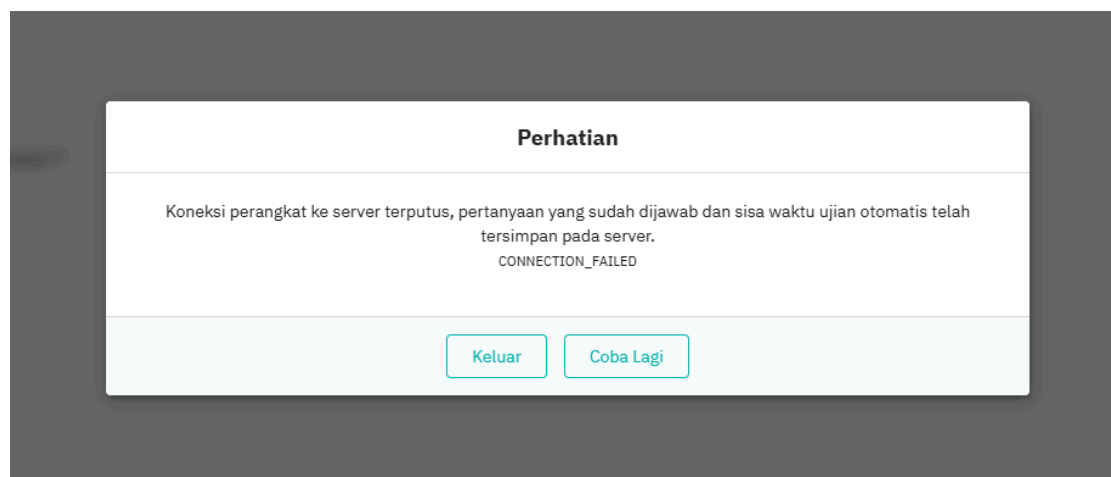 Perhatian
Koneksi perangkat ke server terputus, pertanyaan yang sudah dijawab dan sisa waktu ujian otomatis telah
tersimpan pada server.
CONNECTION_FAILED
Keluar
Coba Lagi